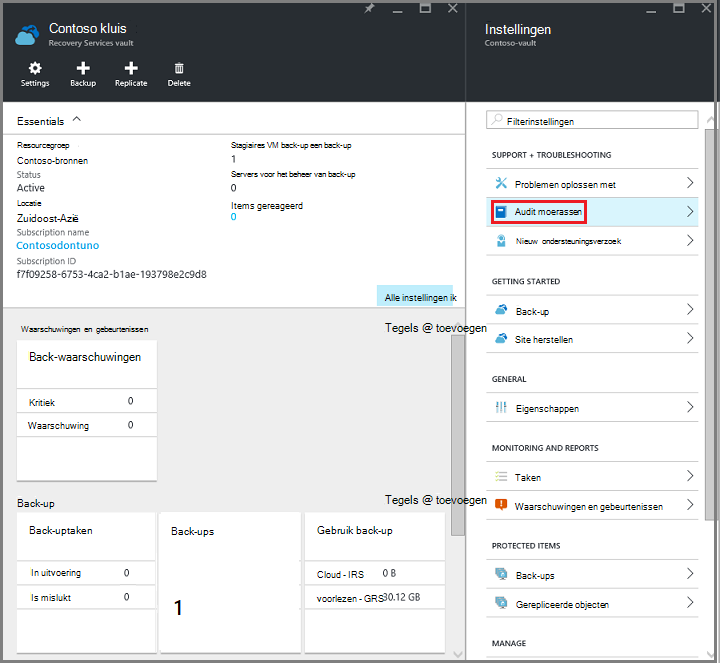 Contoso kluis
Recovery Services vault
Settings
Backup
Replicate
Delete
Essentials
Resourcegroep
Contoso-bronnen
Status
Active
Locatie
Zuidoost-Azië
Subscription name
Contosodontuno
Subscription ID
f7f09258-6753-4ca2-b1ae-193798e2c9d8
Stagiaires VM back-up een back-up
1
Servers voor het beheer van back-up
0
Items gereageerd
0
Alle instellingen ik
Waarschuwingen en gebeurtenissen
Tegels @ toevoegen
Back-waarschuwingen
Kritiek 0
Waarschuwing 0
Back-up
Tegels @ toevoegen
Back-uptaken
In uitvoering 0
Is mislukt 0
Back-ups
1
Gebruik back-up
Cloud - IRS 0 B
voorlezen - GRS 30,12 GB
Instellingen
Contoso-vault
Filterinstellingen
SUPPORT + TROUBLESHOOTING
Problemen oplossen met
Audit moerassen
Nieuw ondersteuningsverzoek
GETTING STARTED
Back-up
Site herstellen
GENERAL
Eigenschappen
MONITORING AND REPORTS
Taken
Waarschuwingen en gebeurtenissen
PROTECTED ITEMS
Back-ups
Gerepliceerde objecten
MANAGE